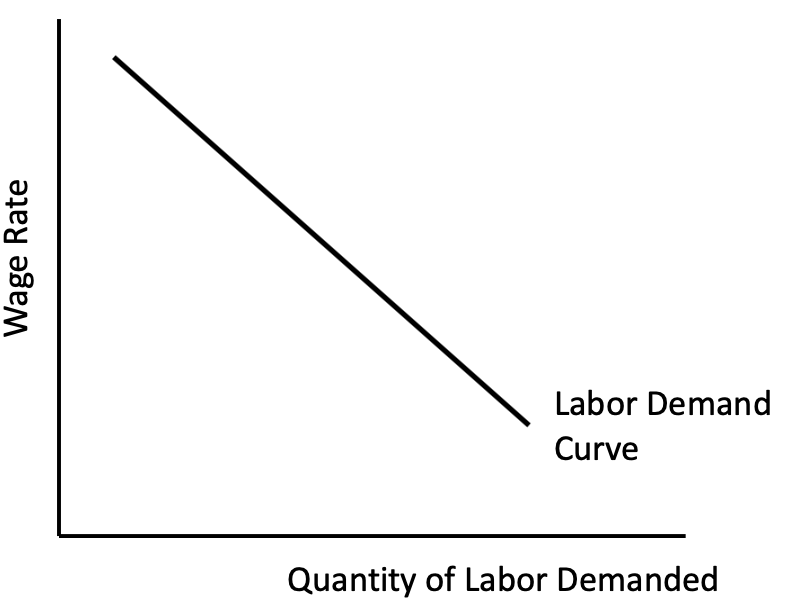 Wage Rate
Labor Demand
Curve
Quantity of Labor Demanded